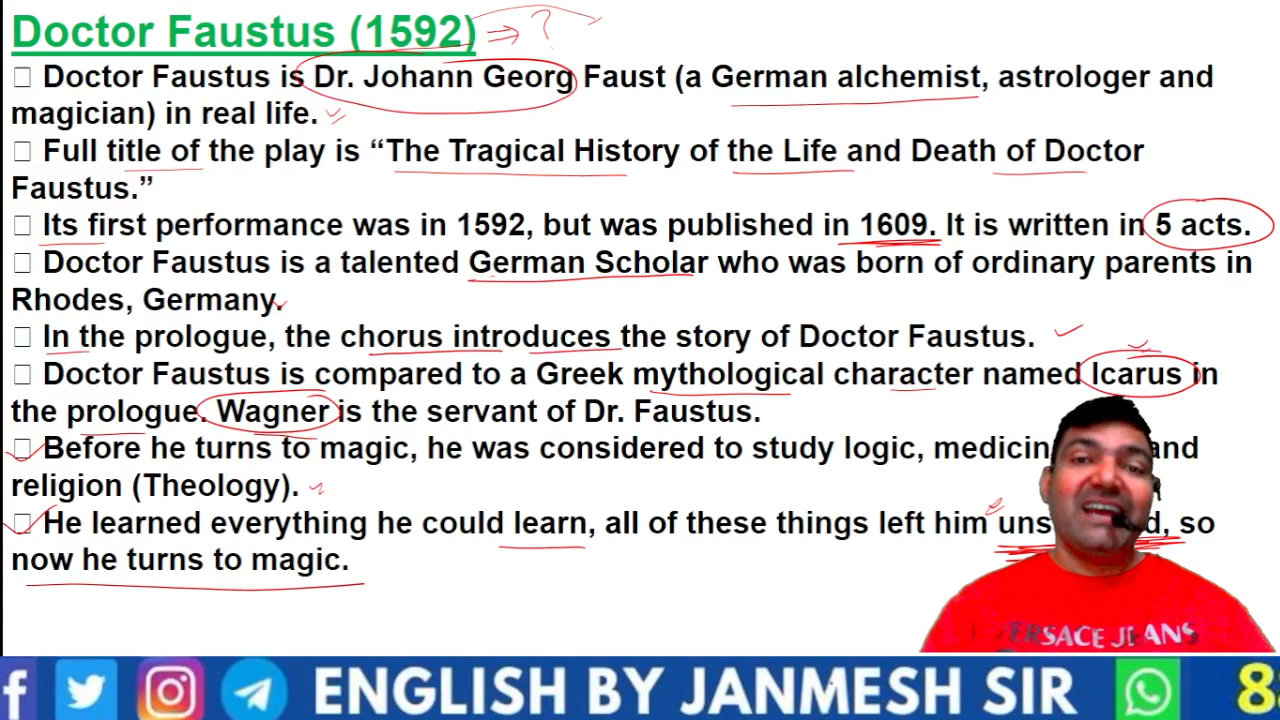 Doctor Faustus (1592) ⇒ ?
Doctor Faustus is Dr. Johann Georg Faust (a German alchemist, astrologer and
magician) in real life.
Full title of the play is “The Tragical History of the Life and Death of Doctor
Faustus.”
Its first performance was in 1592, but was published in 1609. It is written in 5 acts.
Doctor Faustus is a talented German Scholar who was born of ordinary parents in
Rhodes, Germany.
In the prologue, the chorus introduces the story of Doctor Faustus.
Doctor Faustus is compared to a Greek mythological character named Icarus in
the prologue. Wagner is the servant of Dr. Faustus.
Before he turns to magic, he was considered to study logic, and
religion (Theology).
He learned everything he could learn, all of these things left him so
now he turns to magic.
JEANS
ENGLISH BY JANMESH SIR 8